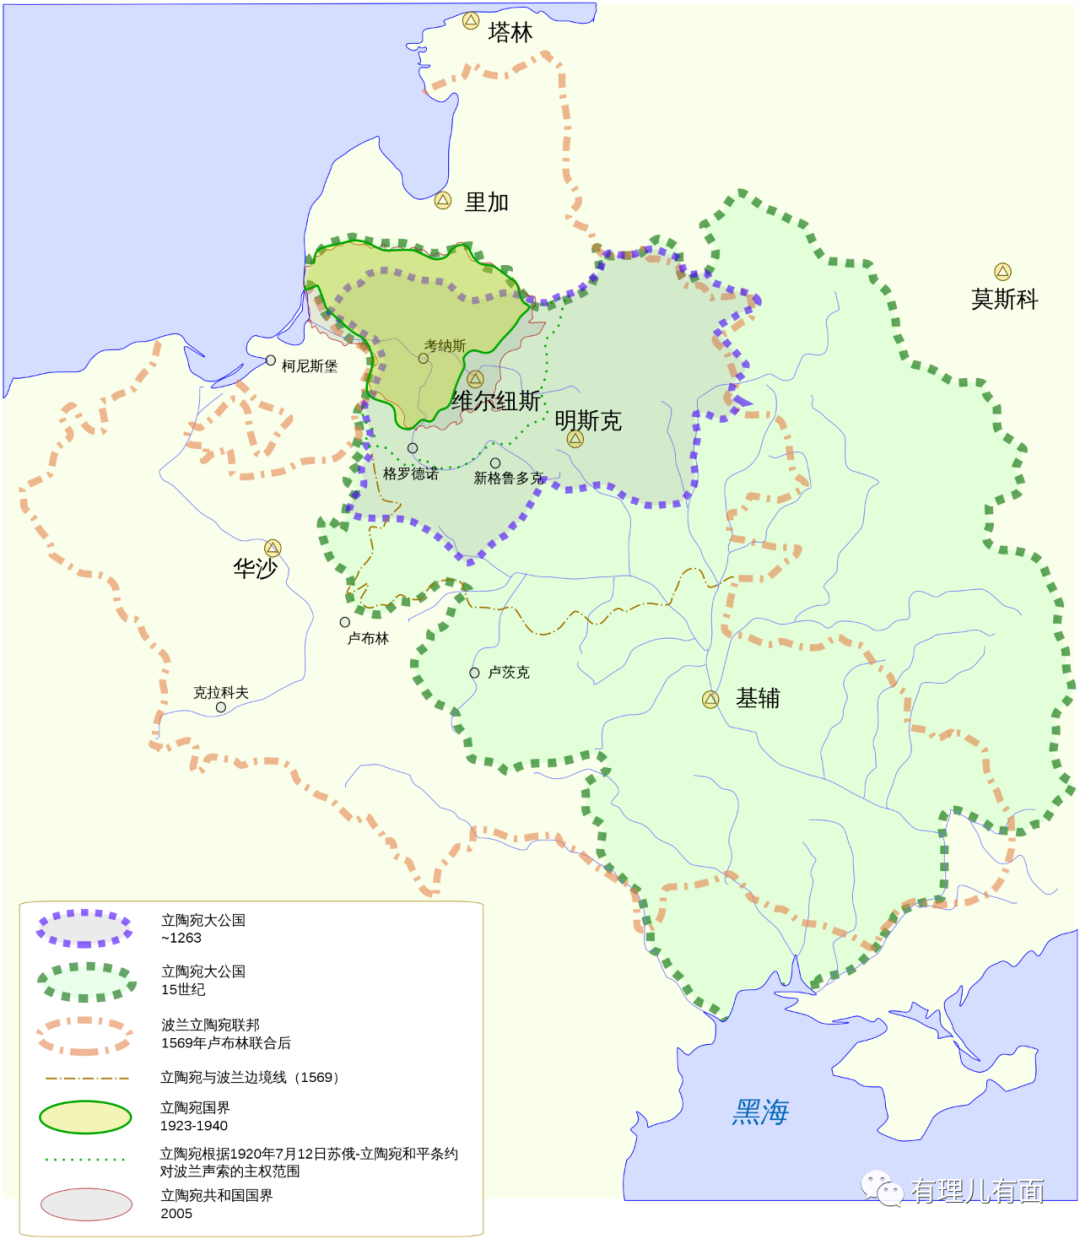 塔林
里加
莫斯科
考纳斯
柯尼斯堡
维尔纽斯
明斯克
格罗德诺
新格鲁多克
华沙
卢布林
卢茨克
克拉科夫
基辅
立陶宛大公国
~1263
立陶宛大公国
15世纪
波兰立陶宛联邦
1569年卢布林联合后
立陶宛与波兰边境线（1569）
立陶宛国界
1923-1940
立陶宛根据1920年7月12日苏俄-立陶宛和平条约
对波兰声索的主权范围
立陶宛共和国国界
2005
黑海
有理儿有面